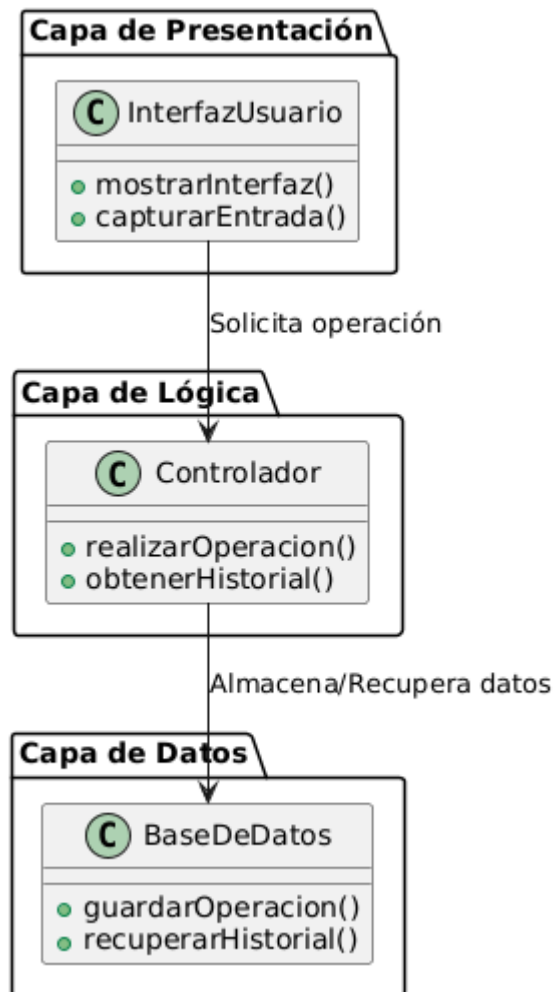 Capa de Presentación
C InterfazUsuario
mostrarInterfaz()
capturarEntrada()
Solicita operación
Capa de Lógica
C Controlador
realizarOperacion()
obtenerHistorial()
Almacena/Recupera datos
Capa de Datos
C BaseDeDatos
guardarOperacion()
recuperarHistorial()